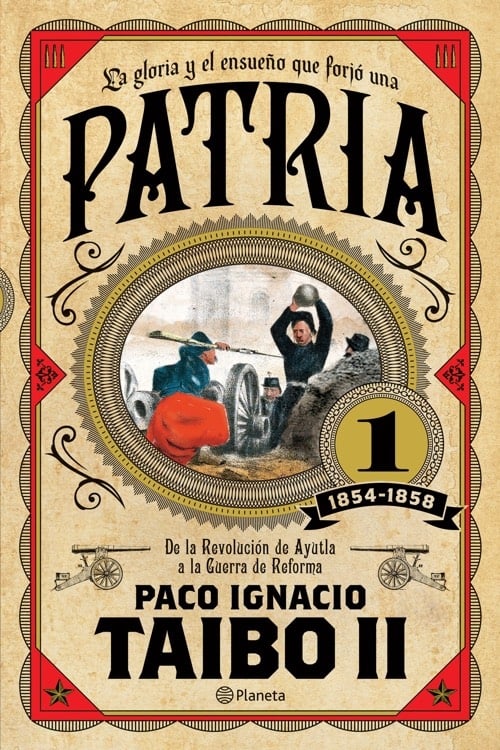 La gloria y el ensueño que forjó una
PATRIA
1
1854-1858
De la Revolución de Ayutla
a la Guerra de Reforma
PACO IGNACIO
TAIBO II
Planeta